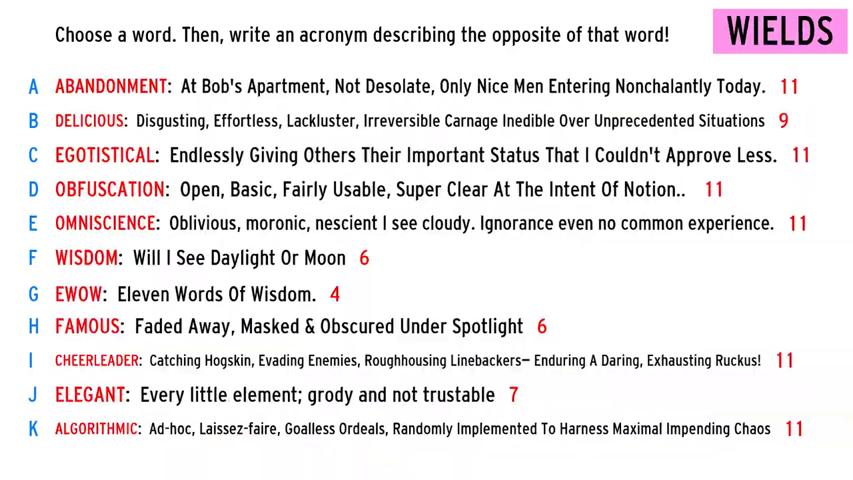 Choose a word. Then, write an acronym describing the opposite of that word!
WIELDS
A ABANDONMENT: At Bob's Apartment, Not Desolate, Only Nice Men Entering Nonchalantly Today. 11
B DELICIOUS: Disgusting, Effortless, Lackluster, Irreversible Carnage Inedible Over Unprecedented Situations 9
C EGOTISTICAL: Endlessly Giving Others Their Important Status That I Couldn't Approve Less. 11
D OBFUSCATION: Open, Basic, Fairly Usable, Super Clear At The Intent Of Notion.. 11
E OMNISCIENCE: Oblivious, moronic, nescient I see cloudy. Ignorance even no common experience. 11
F WISDOM: Will I See Daylight Or Moon 6
G EWOW: Eleven Words Of Wisdom. 4
H FAMOUS: Faded Away, Masked & Obscured Under Spotlight 6
I CHEERLEADER: Catching Hogskin, Evading Enemies, Roughhousing Linebackers— Enduring A Daring, Exhausting Ruckus! 11
J ELEGANT: Every little element; grody and not trustable 7
K ALGORITHMIC: Ad-hoc, Laissez-faire, Goalless Ordeals, Randomly Implemented To Harness Maximal Impending Chaos 11